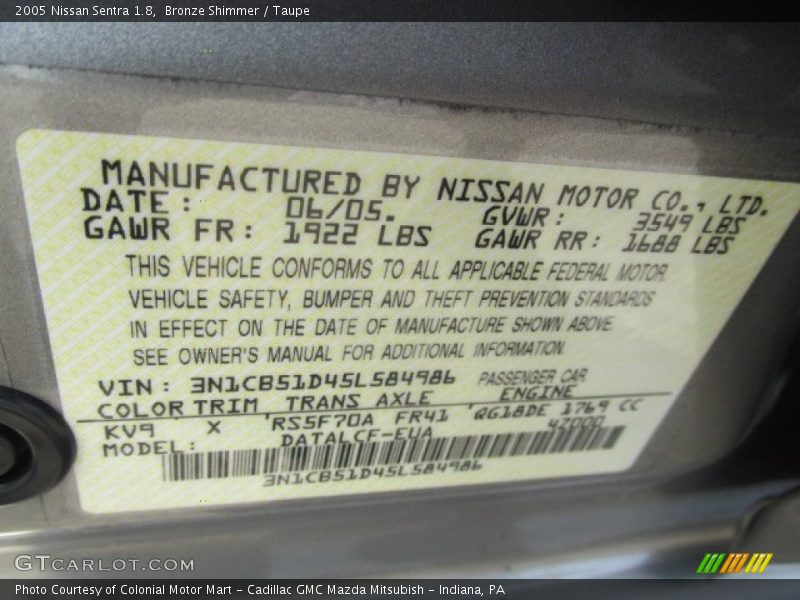 2005 Nissan Sentra 1.8, Bronze Shimmer / Taupe
MANUFACTURED BY NISSAN MOTOR CO., LTD.
DATE: 06/05. GVWR: 3549 LBS
GAWR FR: 1922 LBS GAWR RR: 1688 LBS
THIS VEHICLE CONFORMS TO ALL APPLICABLE FEDERAL MOTOR
VEHICLE SAFETY, BUMPER AND THEFT PREVENTION STANDARDS
IN EFFECT ON THE DATE OF MANUFACTURE SHOWN ABOVE.
SEE OWNER'S MANUAL FOR ADDITIONAL INFORMATION.
VIN: 3N1CB51D45L584986 PASSENGER CAR
COLOR TRIM TRANS AXLE ENGINE
KV9 X RS5F70A FR41 QG18DE 1769 CC
MODEL: DATALCF-EUA 42000
3N1CB51D45L584986
GTCARLOT.COM
Photo Courtesy of Colonial Motor Mart - Cadillac GMC Mazda Mitsubish - Indiana, PA